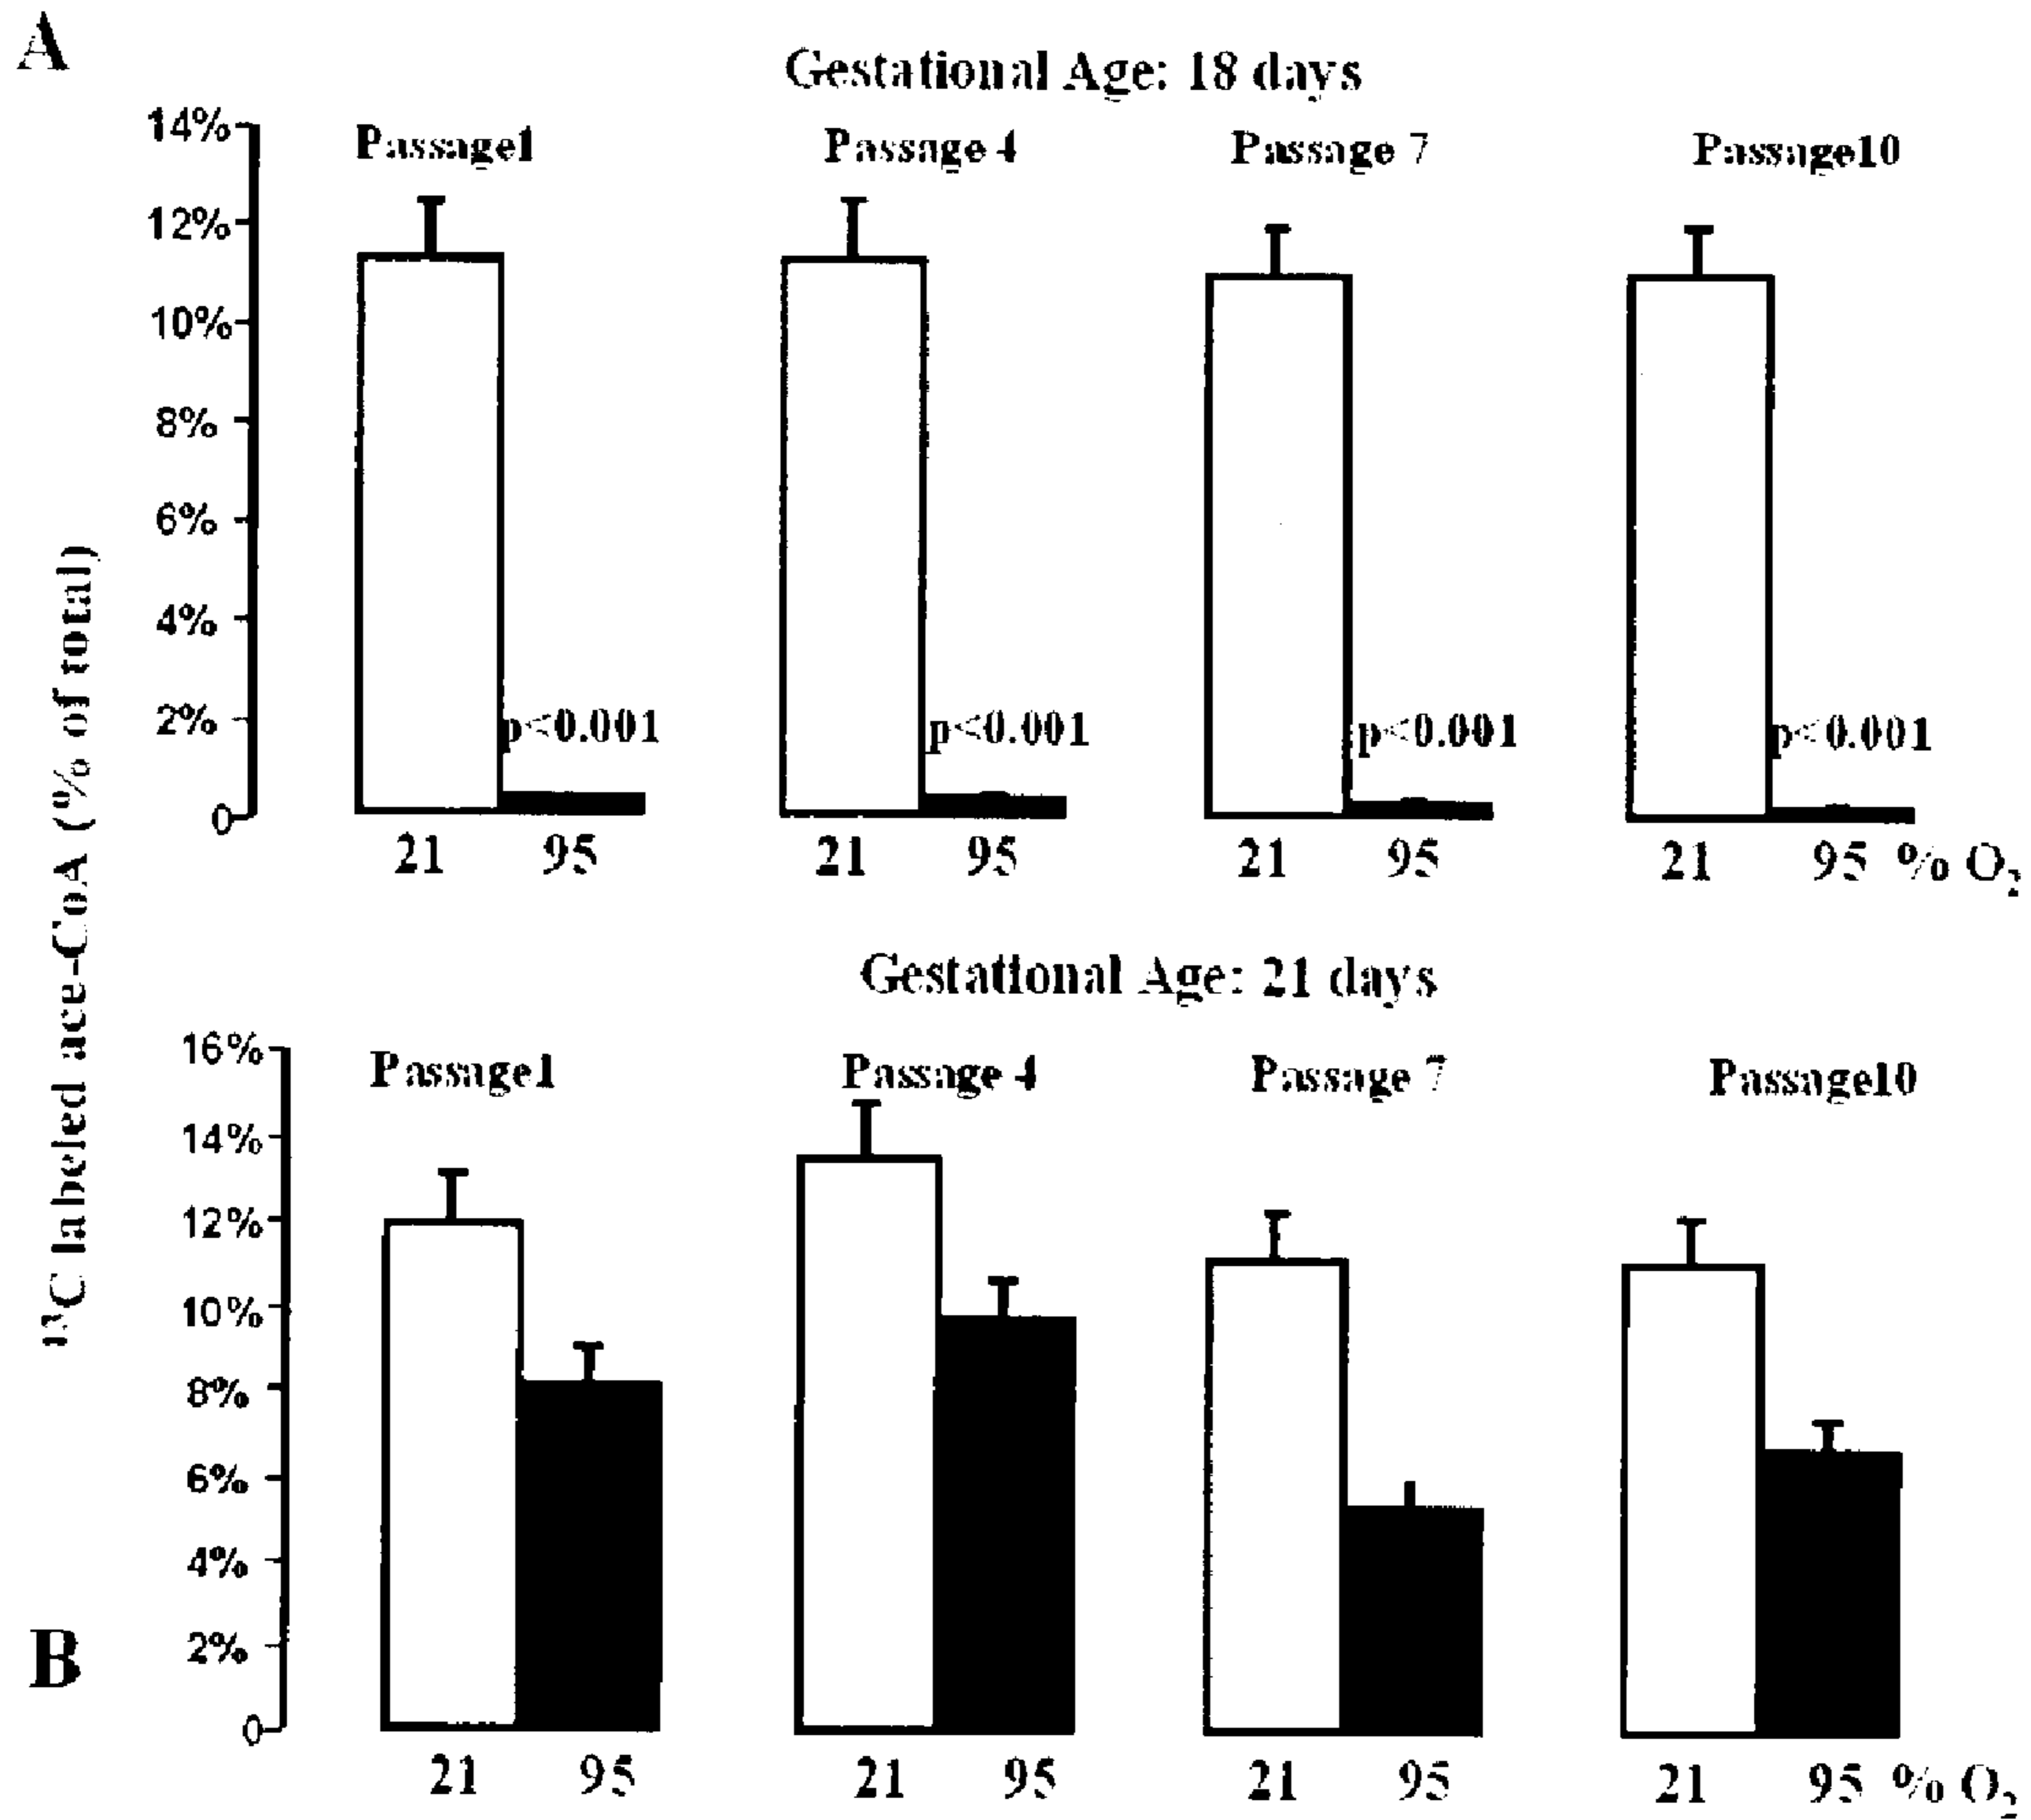 A
Gestational Age: 18 days
Passage1 Passage 4 Passage 7 Passage10
14%
12%
10%
8%
6%
4%
2%
0
p<0.001 p<0.001 p<0.001 p<0.001
21 95 21 95 21 95 21 95 % O₂
¹³C labeled ace-CoA (% of total)
Gestational Age: 21 days
Passage1 Passage 4 Passage 7 Passage10
16%
14%
12%
10%
8%
6%
4%
2%
0
B
21 95 21 95 21 95 21 95 % O₂